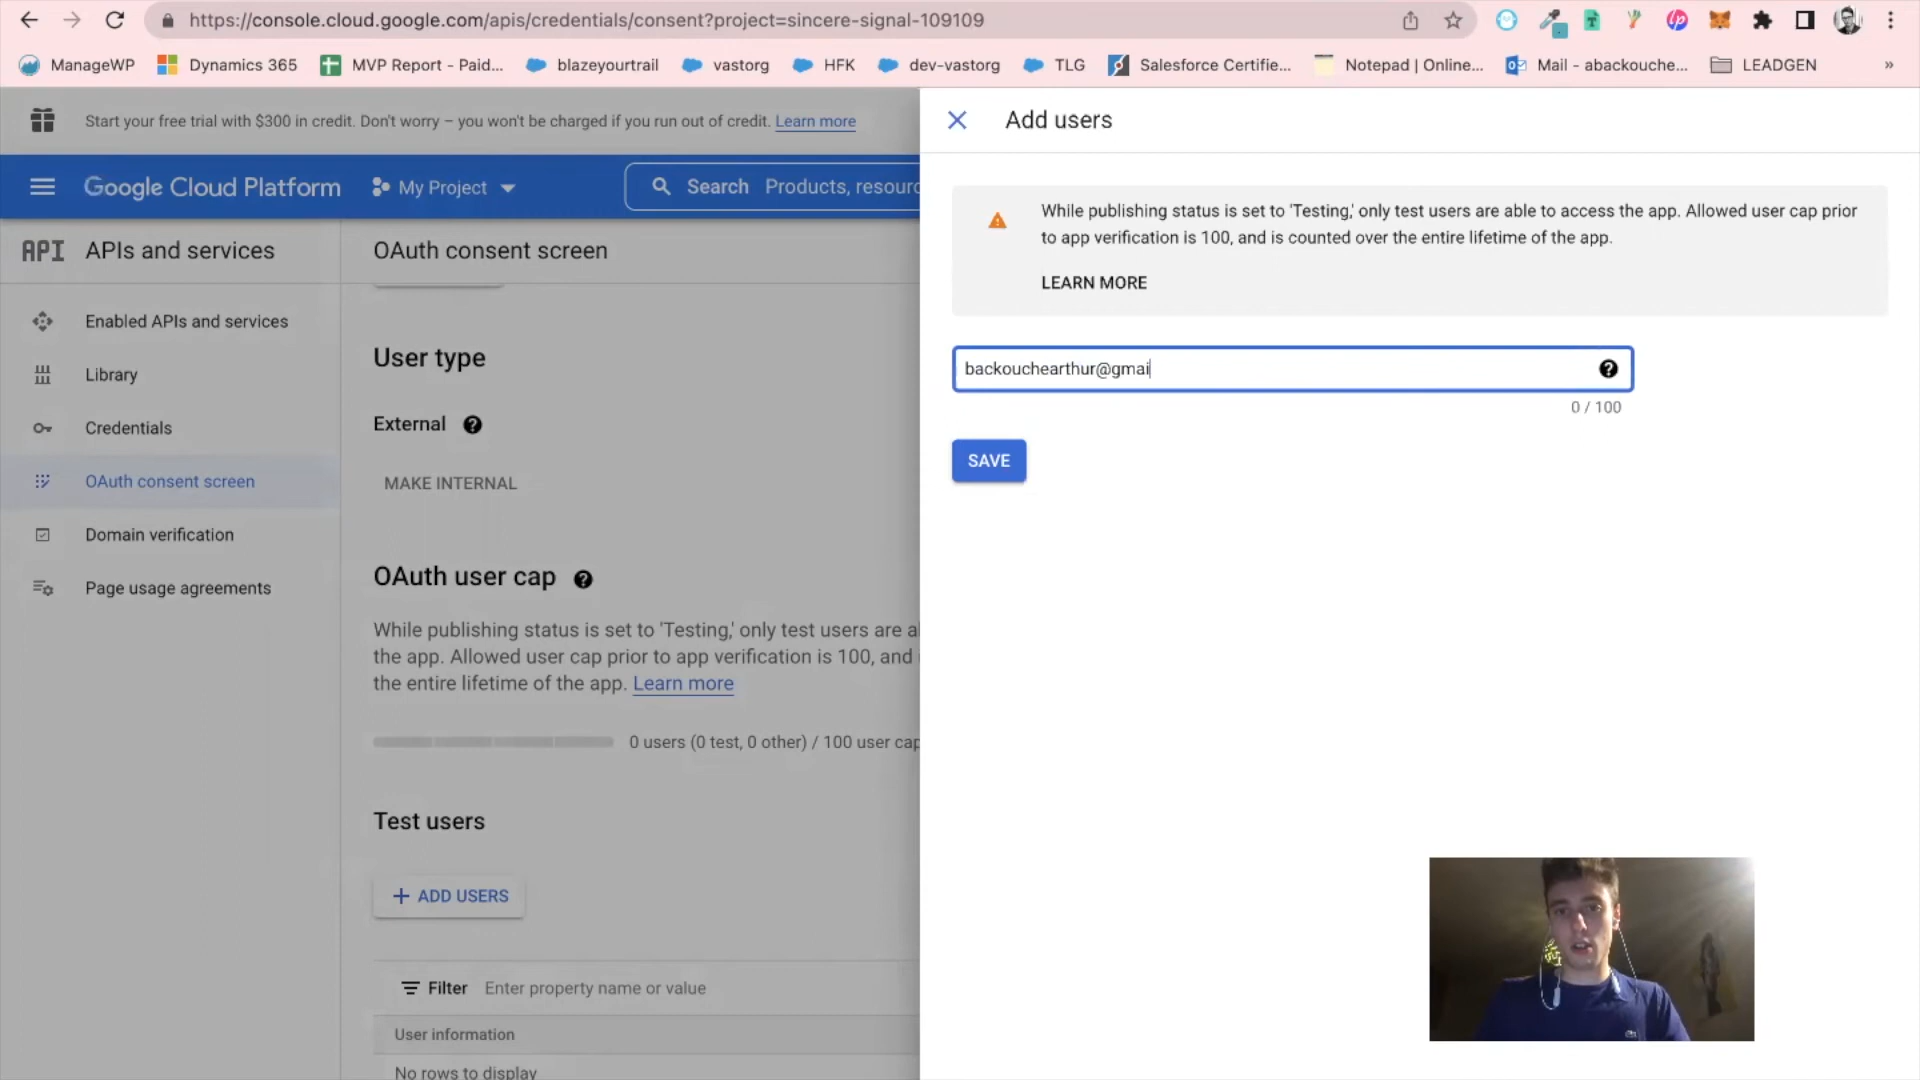 https://console.cloud.google.com/apis/credentials/consent?project=sincere-signal-109109
ManageWP
Dynamics 365
MVP Report - Paid...
blazeyourtrail
vastorg
HFK
dev-vastorg
TLG
Salesforce Certifie...
Notepad | Online...
Mail - abackouche...
LEADGEN
»
Start your free trial with $300 in credit. Don't worry – you won't be charged if you run out of credit. Learn more
Google Cloud Platform
My Project
Search Products, resourc
API APIs and services
Enabled APIs and services
Library
Credentials
OAuth consent screen
Domain verification
Page usage agreements
OAuth consent screen
User type
External
MAKE INTERNAL
OAuth user cap
While publishing status is set to 'Testing,' only test users are a
the app. Allowed user cap prior to app verification is 100, and
the entire lifetime of the app. Learn more
0 users (0 test, 0 other) / 100 user cap
Test users
+ ADD USERS
Filter Enter property name or value
User information
No rows to display
Add users
While publishing status is set to 'Testing,' only test users are able to access the app. Allowed user cap prior
to app verification is 100, and is counted over the entire lifetime of the app.
LEARN MORE
backouchearthur@gmai
0 / 100
SAVE